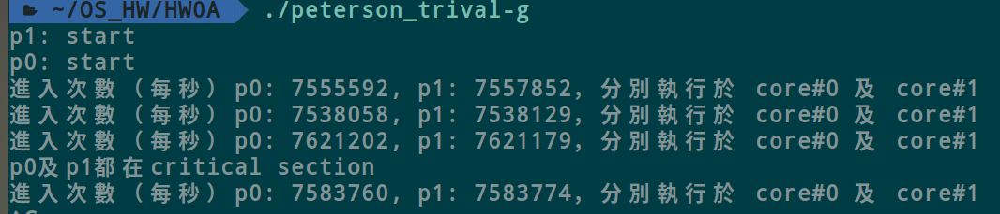 ~/OS_HW/HW0A ./peterson_trival-g
p1: start
p0: start
進入次數（每秒）p0: 7555592, p1: 7557852, 分別執行於 core#0 及 core#1
進入次數（每秒）p0: 7538058, p1: 7538129, 分別執行於 core#0 及 core#1
進入次數（每秒）p0: 7621202, p1: 7621179, 分別執行於 core#0 及 core#1
p0及p1都在critical section
進入次數（每秒）p0: 7583760, p1: 7583774, 分別執行於 core#0 及 core#1